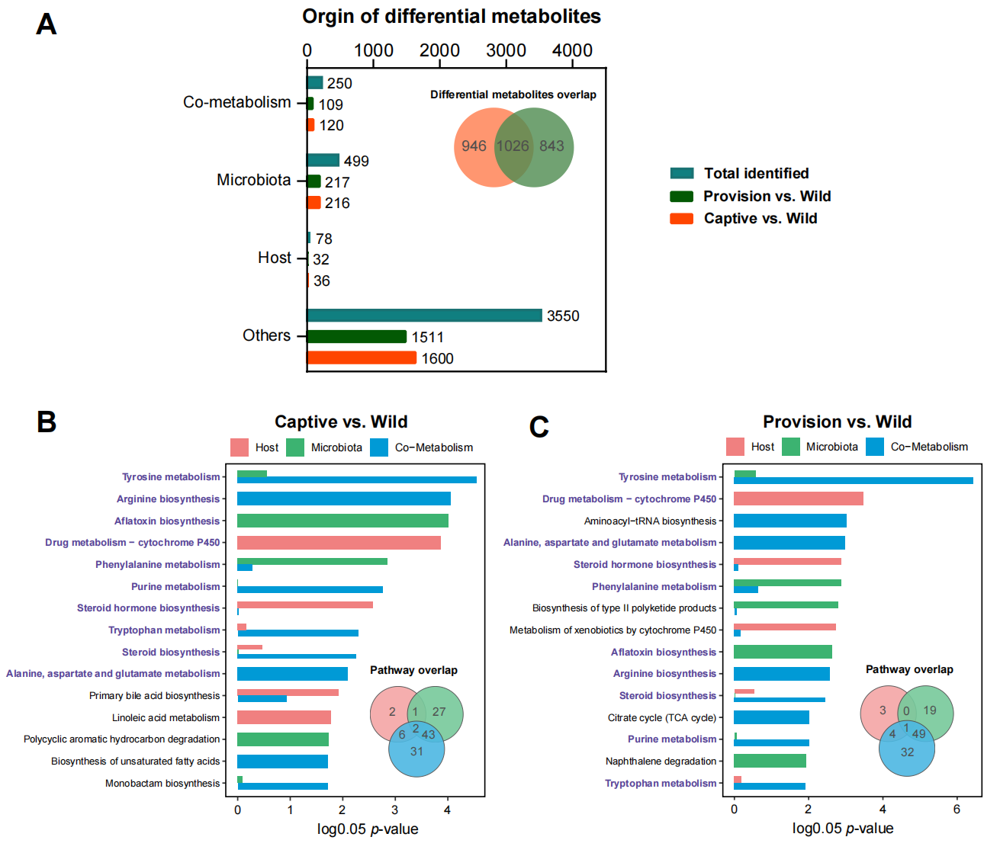 A
Orgin of differential metabolites
0 1000 2000 3000 4000
Co-metabolism
250
109
120
Microbiota
499
217
216
Host
78
32
36
Others
3550
1511
1600
Differential metabolites overlap
946 1026 843
Total identified
Provision vs. Wild
Captive vs. Wild
B
Captive vs. Wild
Host Microbiota Co−Metabolism
Tyrosine metabolism
Arginine biosynthesis
Aflatoxin biosynthesis
Drug metabolism − cytochrome P450
Phenylalanine metabolism
Purine metabolism
Steroid hormone biosynthesis
Tryptophan metabolism
Steroid biosynthesis
Alanine, aspartate and glutamate metabolism
Primary bile acid biosynthesis
Linoleic acid metabolism
Polycyclic aromatic hydrocarbon degradation
Biosynthesis of unsaturated fatty acids
Monobactam biosynthesis
Pathway overlap
2 1 27
6 2 43
31
0 1 2 3 4
log0.05 p-value
C
Provision vs. Wild
Host Microbiota Co−Metabolism
Tyrosine metabolism
Drug metabolism − cytochrome P450
Aminoacyl−tRNA biosynthesis
Alanine, aspartate and glutamate metabolism
Steroid hormone biosynthesis
Phenylalanine metabolism
Biosynthesis of type II polyketide products
Metabolism of xenobiotics by cytochrome P450
Aflatoxin biosynthesis
Arginine biosynthesis
Steroid biosynthesis
Citrate cycle (TCA cycle)
Purine metabolism
Naphthalene degradation
Tryptophan metabolism
Pathway overlap
3 0 19
4 1 49
32
0 2 4 6
log0.05 p-value